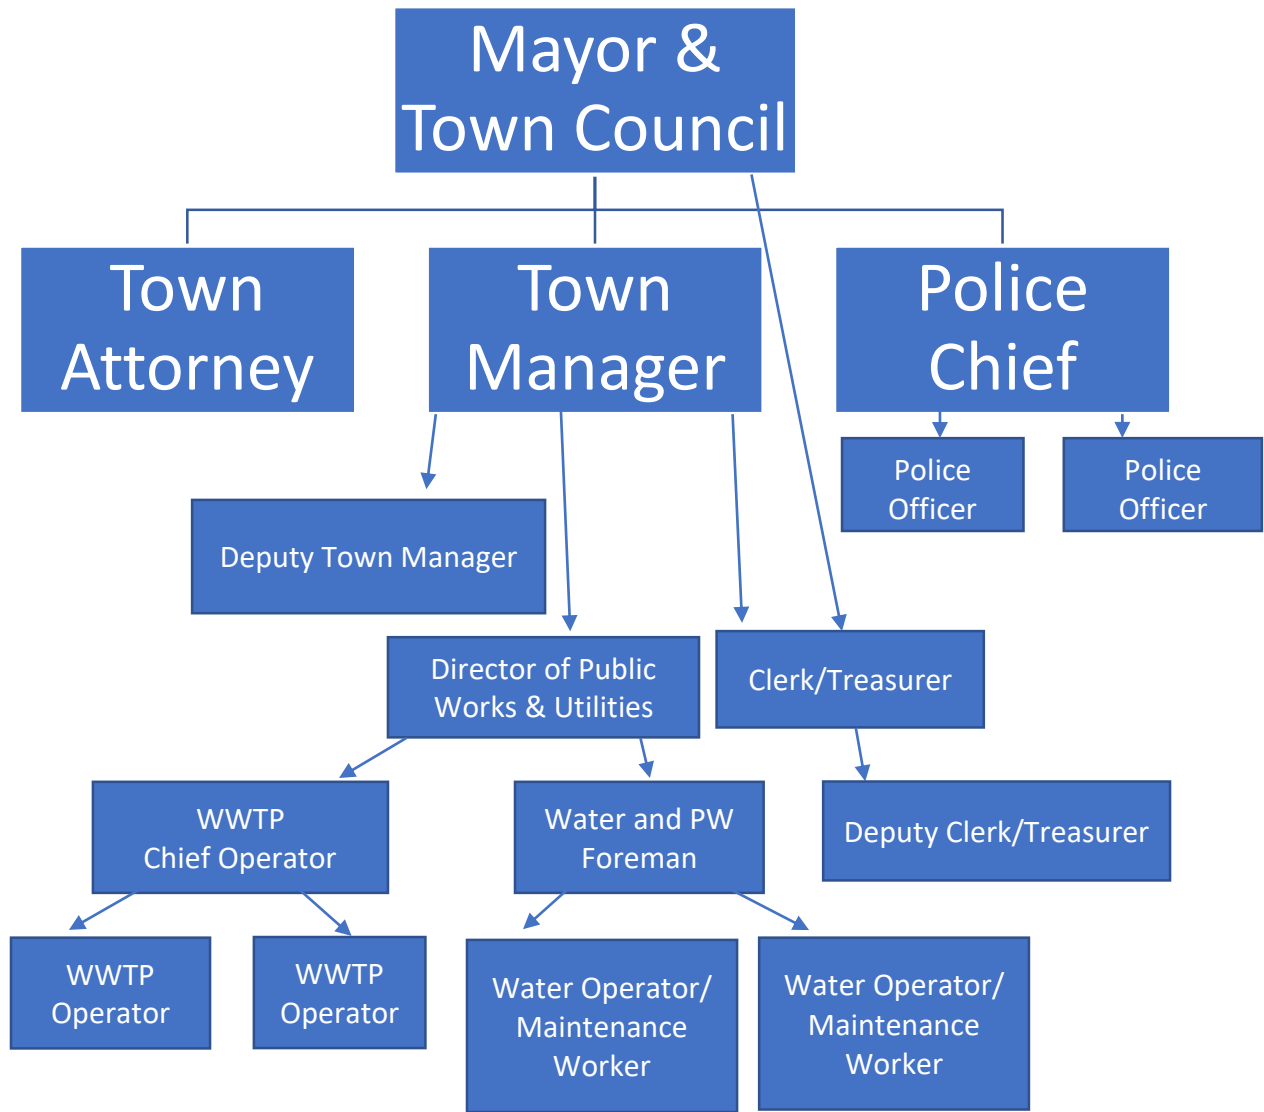 Mayor &
Town Council
Town
Attorney
Town
Manager
Police
Chief
Police
Officer
Police
Officer
Deputy Town Manager
Director of Public
Works & Utilities
Clerk/Treasurer
WWTP
Chief Operator
Water and PW
Foreman
Deputy Clerk/Treasurer
WWTP
Operator
WWTP
Operator
Water Operator/
Maintenance
Worker
Water Operator/
Maintenance
Worker